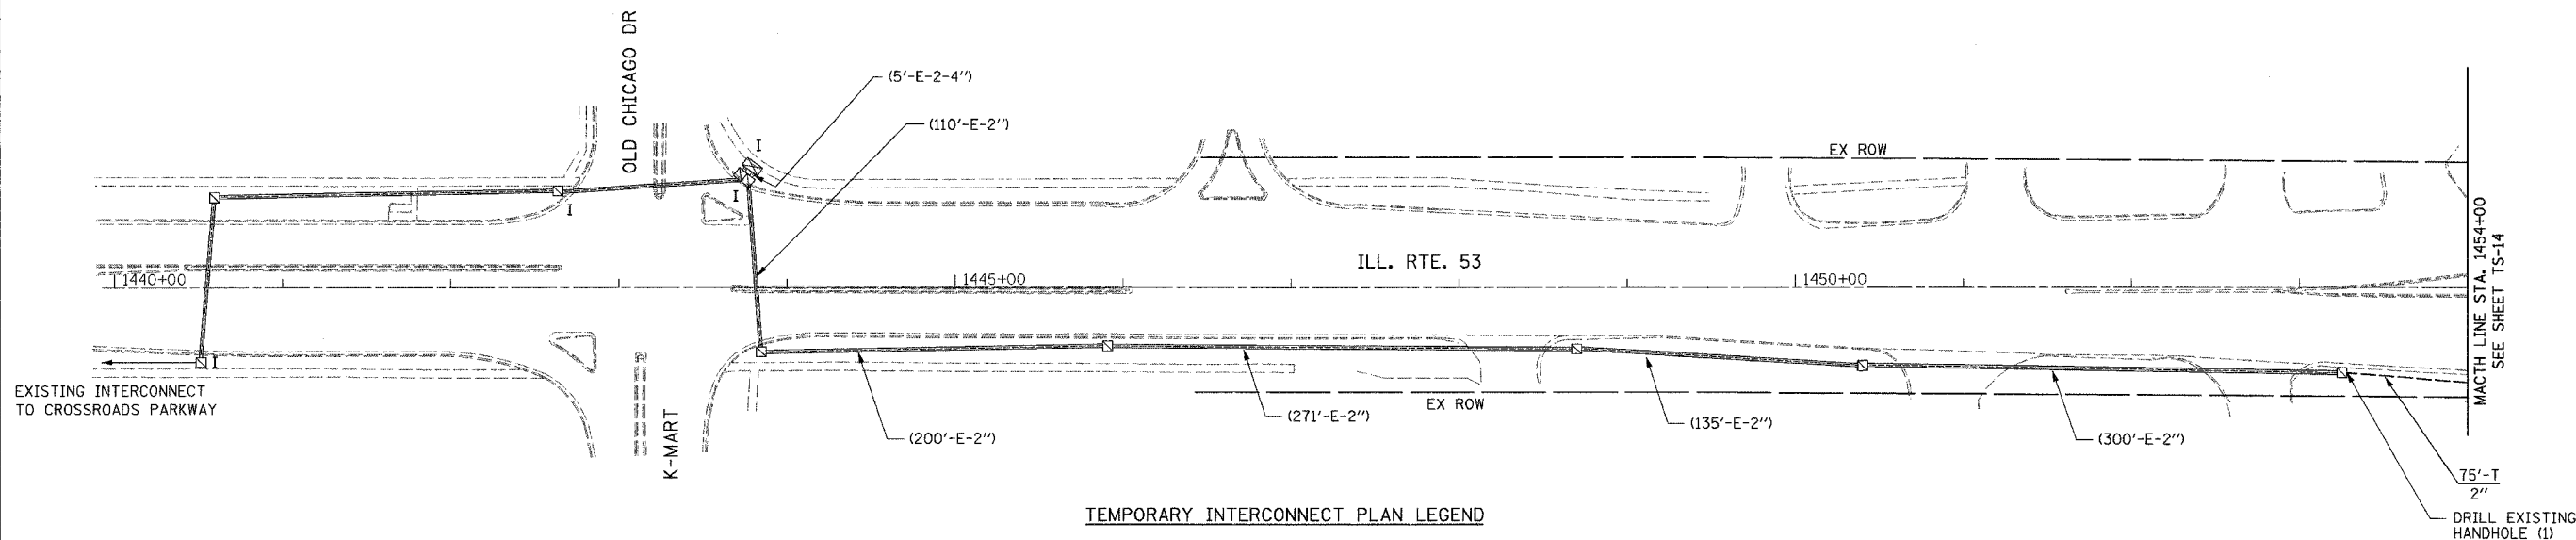 OLD CHICAGO DR
(5'-E-2-4")
(110'-E-2")
I
I
I
EX ROW
ILL. RTE. 53
1440+00
1445+00
1450+00
MACTH LINE STA. 1454+00
SEE SHEET TS-14
I
EXISTING INTERCONNECT
TO CROSSROADS PARKWAY
K-MART
EX ROW
(200'-E-2")
(271'-E-2")
(135'-E-2")
(300'-E-2")
75'-T
2"
DRILL EXISTING
HANDHOLE (1)
TEMPORARY INTERCONNECT PLAN LEGEND